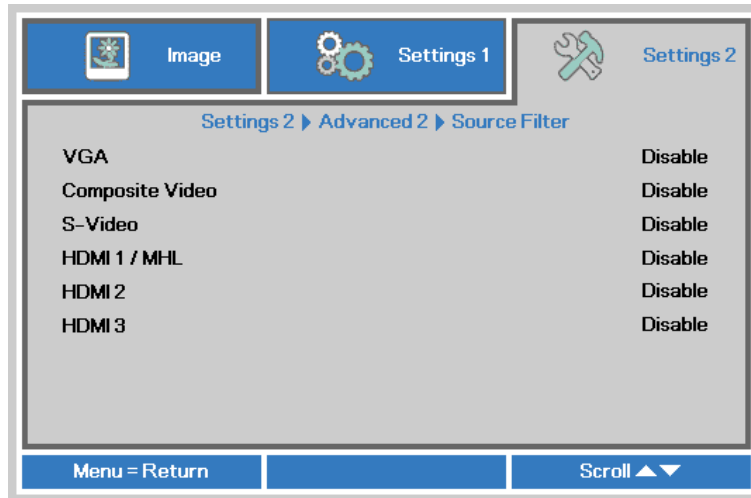 Image
Settings 1
Settings 2
Settings 2 ▶ Advanced 2 ▶ Source Filter
VGA Disable
Composite Video Disable
S-Video Disable
HDMI 1 / MHL Disable
HDMI 2 Disable
HDMI 3 Disable
Menu = Return
Scroll ▲▼